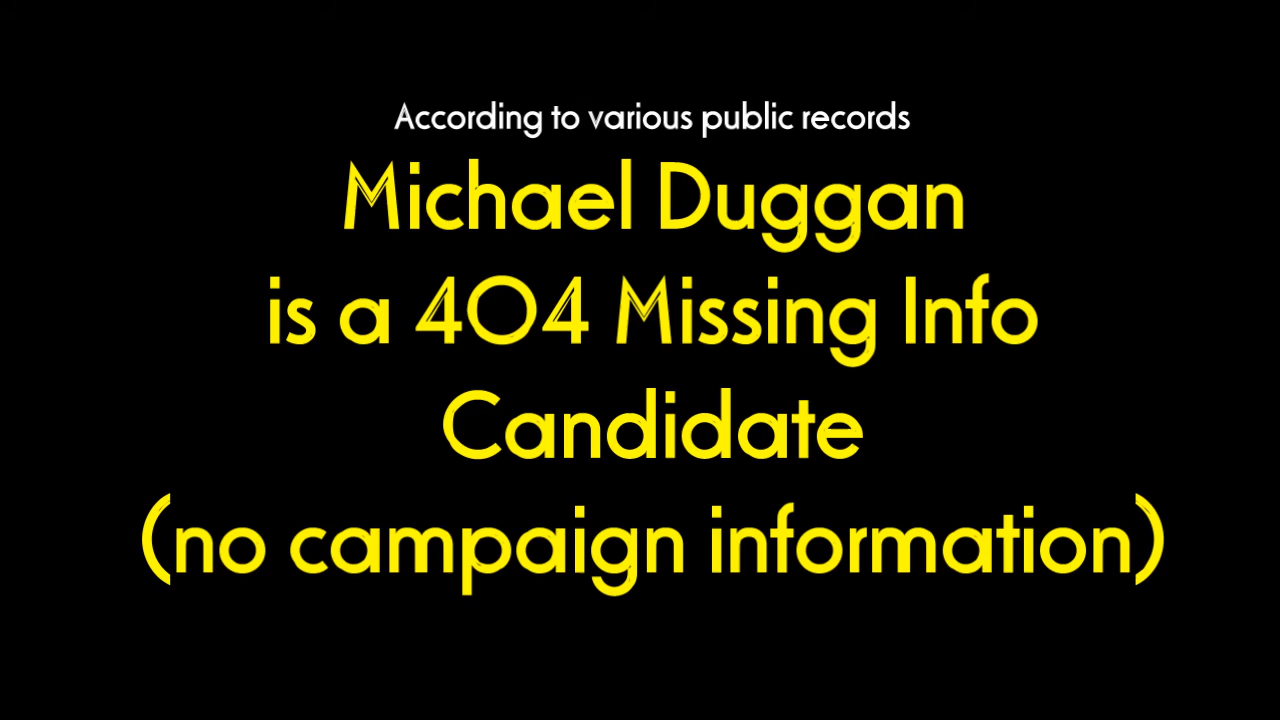 According to various public records
Michael Duggan
is a 404 Missing Info
Candidate
(no campaign information)